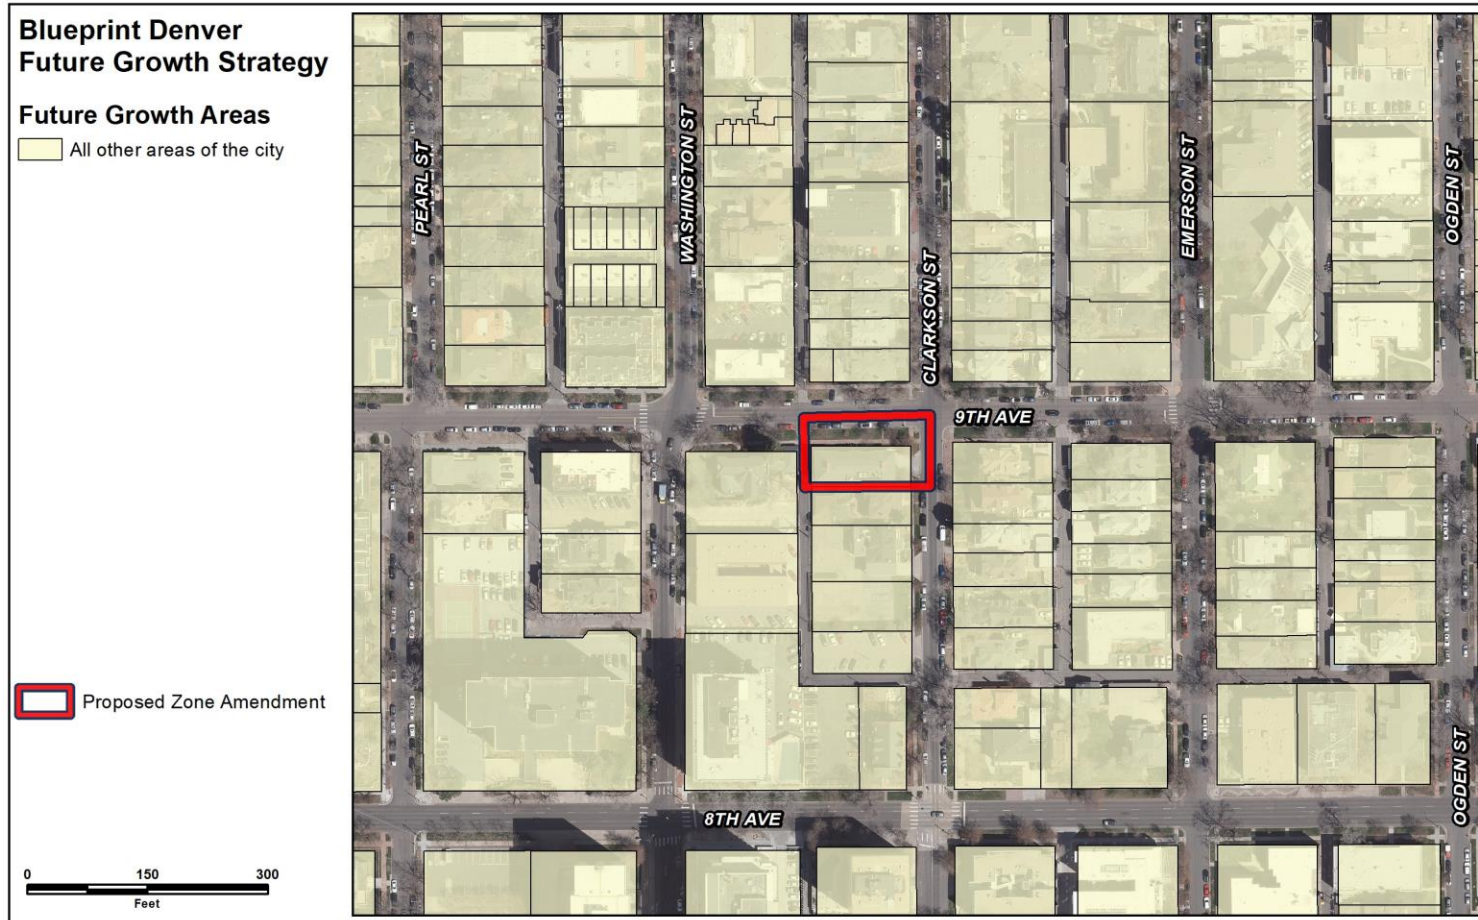 Blueprint Denver
Future Growth Strategy
Future Growth Areas
All other areas of the city
Proposed Zone Amendment
0 150 300
Feet
PEARL ST
WASHINGTON ST
CLARKSON ST
EMERSON ST
OGDEN ST
9TH AVE
8TH AVE
OGDEN ST